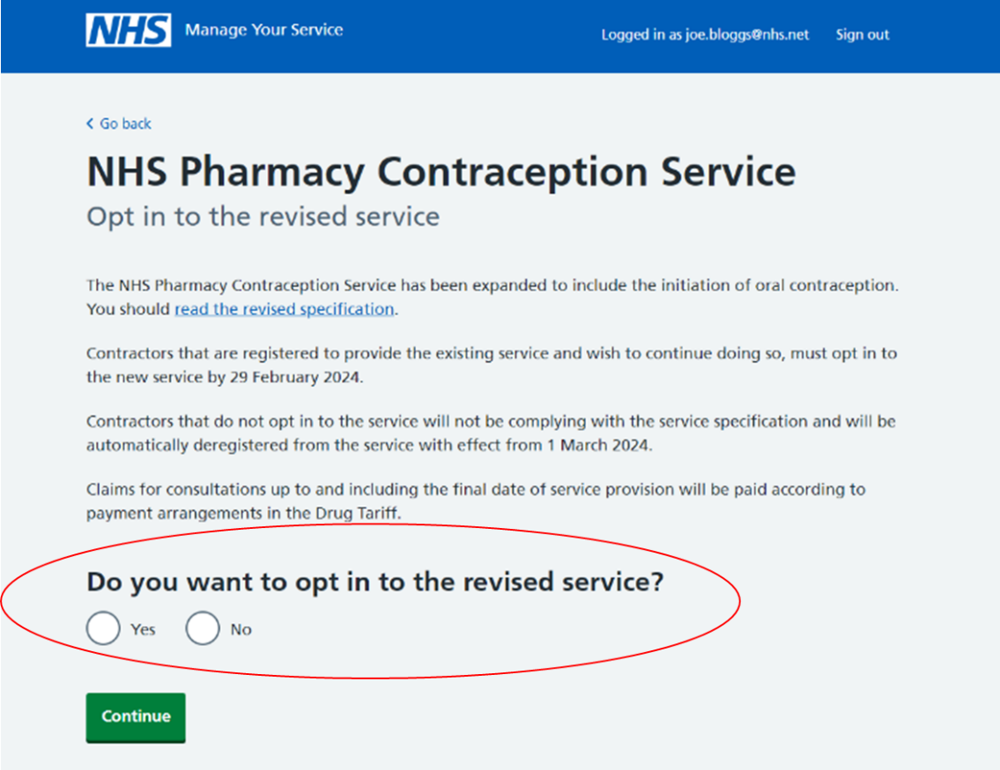 NHS Manage Your Service
Logged in as joe.bloggs@nhs.net Sign out
Go back
NHS Pharmacy Contraception Service
Opt in to the revised service
The NHS Pharmacy Contraception Service has been expanded to include the initiation of oral contraception.
You should read the revised specification.
Contractors that are registered to provide the existing service and wish to continue doing so, must opt in to
the new service by 29 February 2024.
Contractors that do not opt in to the service will not be complying with the service specification and will be
automatically deregistered from the service with effect from 1 March 2024.
Claims for consultations up to and including the final date of service provision will be paid according to
payment arrangements in the Drug Tariff.
Do you want to opt in to the revised service?
Yes No
Continue